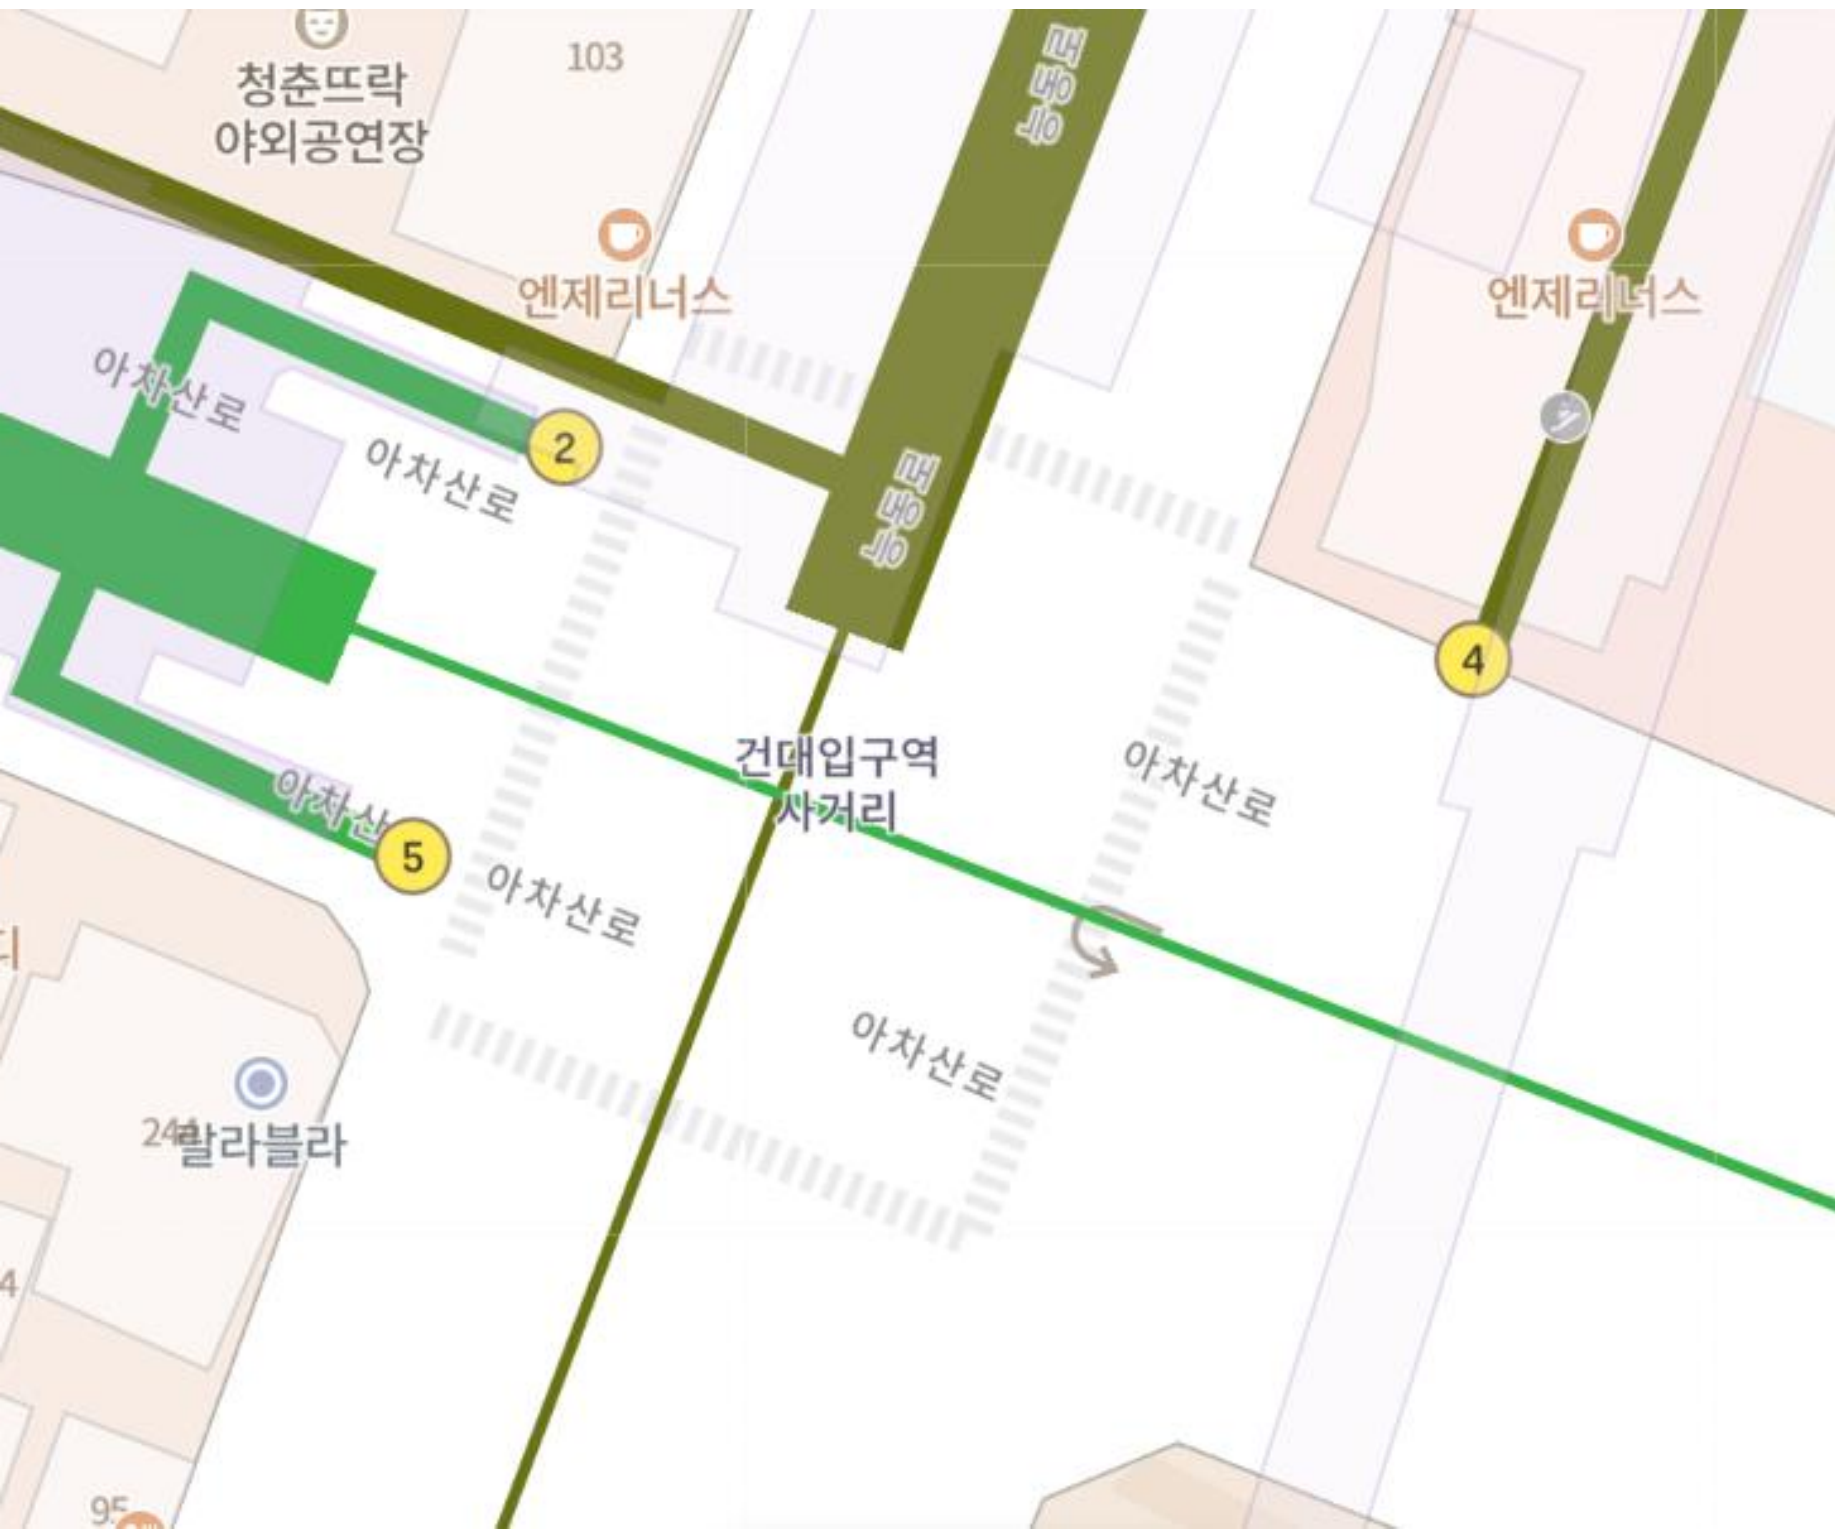 청춘뜨락
야외공연장
103
능동로
엔제리너스
엔제리너스
아차산로
아차산로
2
능동로
4
건대입구역
사거리
아차산로
아차산
5
아차산로
디
아차산로
244
랄라블라
4
95